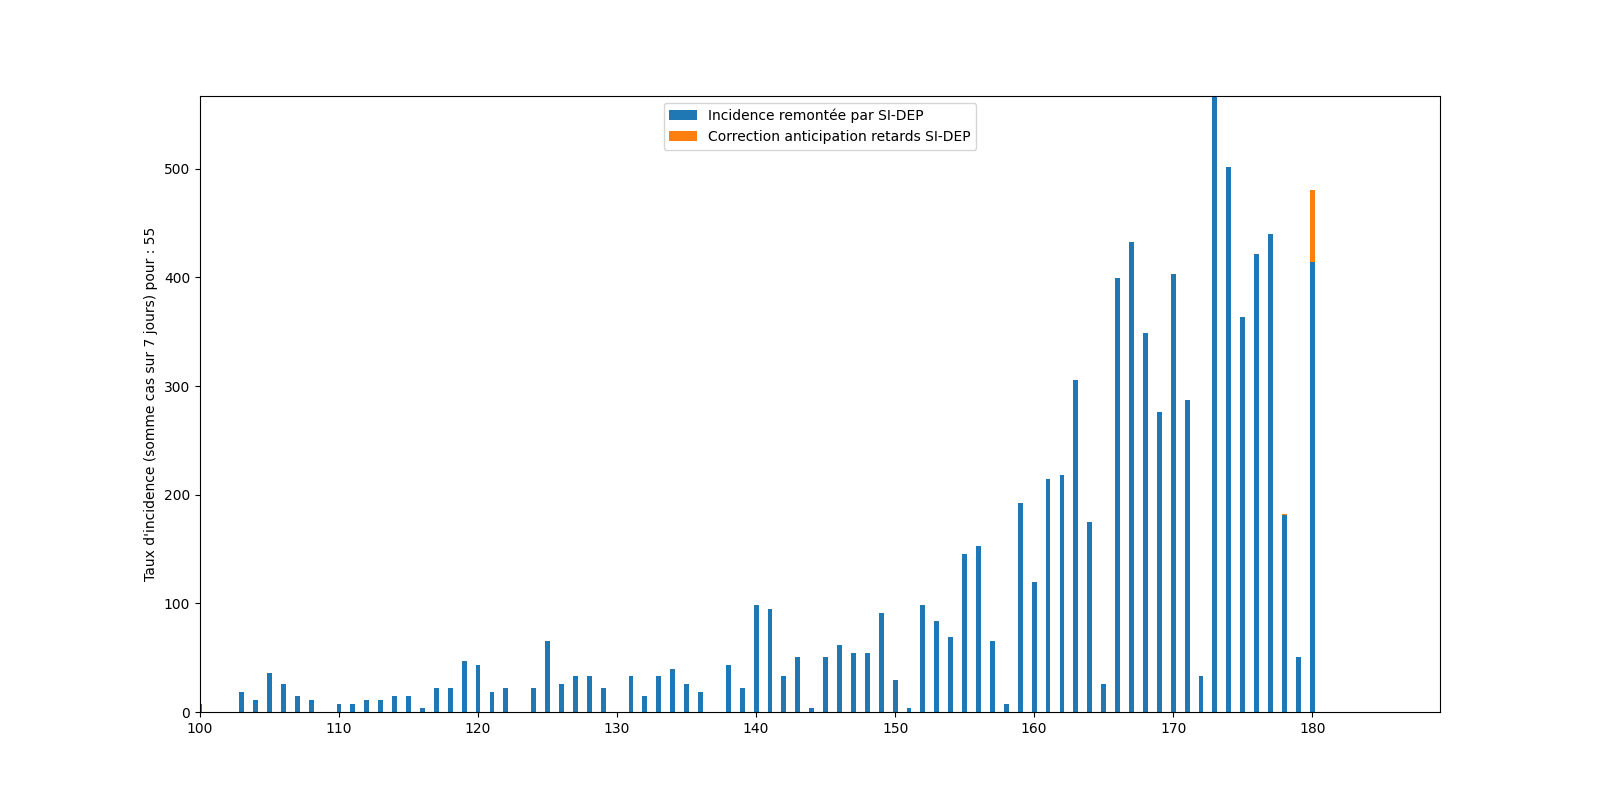 Incidence remontée par SI-DEP
Correction anticipation retards SI-DEP
Taux d'incidence (somme cas sur 7 jours) pour : 55
500
400
300
200
100
0
100 110 120 130 140 150 160 170 180